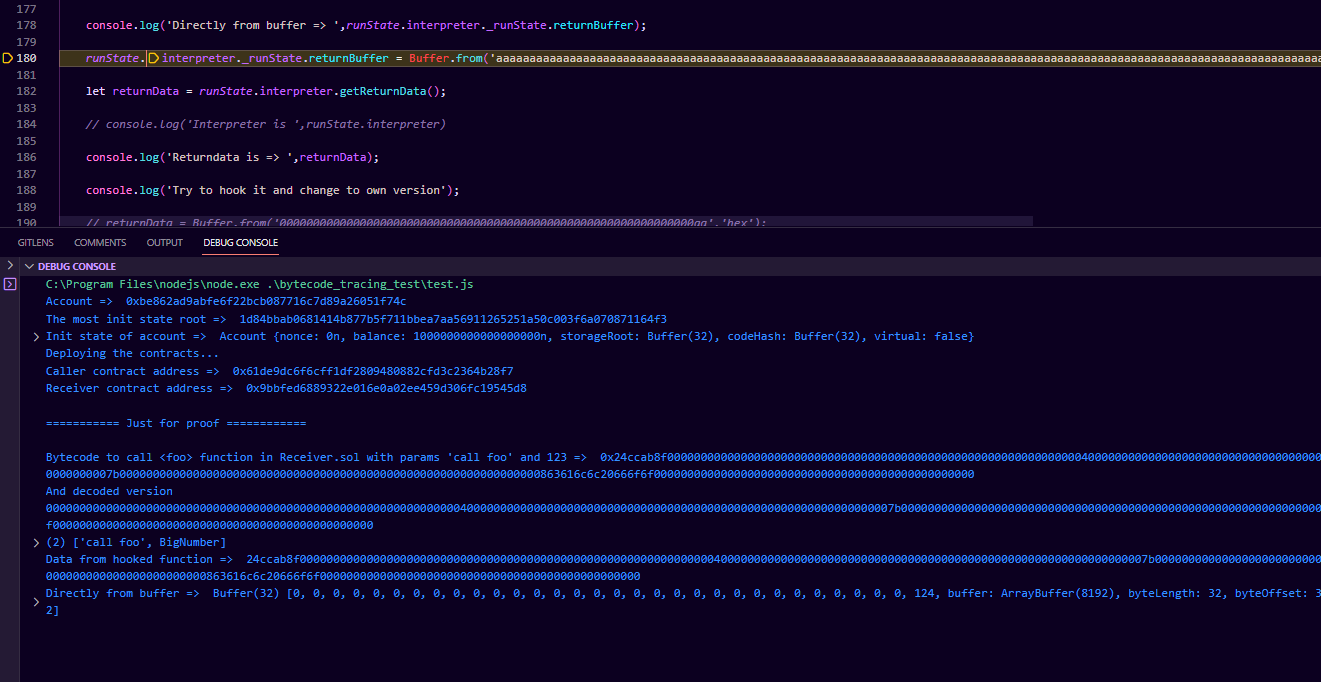 177
178 console.log('Directly from buffer => ',runState.interpreter._runState.returnBuffer);
179
180 runState.interpreter._runState.returnBuffer = Buffer.from('aaaaaaaaaaaaaaaaaaaaaaaaaaaaaaaaaaaaaaaaaaaaaaaaaaaaaaaaaaaaaaaaaaaaaaaaaaaaaaaaaaaaaaaaaaaaaaaaaaaaaaaaaaaaaaaaaaaaaaaaaaa
181
182 let returnData = runState.interpreter.getReturnData();
183
184 // console.log('Interpreter is ',runState.interpreter)
185
186 console.log('Returndata is => ',returnData);
187
188 console.log('Try to hook it and change to own version');
189
190 // returnData = Buffer.from('00000000000000000000000000000000000000000000000000000000000000aa','hex');
GITLENS COMMENTS OUTPUT DEBUG CONSOLE
DEBUG CONSOLE
C:\Program Files\nodejs\node.exe .\bytecode_tracing_test\test.js
Account => 0xbe862ad9abfe6f22bcb087716c7d89a26051f74c
The most init state root => 1d84bbab0681414b877b5f711bbea7aa56911265251a50c003f6a070871164f3
Init state of account => Account {nonce: 0n, balance: 1000000000000000000n, storageRoot: Buffer(32), codeHash: Buffer(32), virtual: false}
Deploying the contracts...
Caller contract address => 0x61de9dc6f6cff1df2809480882cfd3c2364b28f7
Receiver contract address => 0x9bbfed6889322e016e0a02ee459d306fc19545d8
=========== Just for proof ============
Bytecode to call <foo> function in Receiver.sol with params 'call foo' and 123 => 0x24ccab8f00000000000000000000000000000000000000000000000000000000000000400000000000000000000000000000000000
0000000007b000000000000000000000000000000000000000000000000000000000000000863616c6c20666f6f000000000000000000000000000000000000000000000000
And decoded version
0000000000000000000000000000000000000000000000000000000000000040000000000000000000000000000000000000000000000000000000000000007b000000000000000000000000000000000000000000000000000000000000000
f000000000000000000000000000000000000000000000000
(2) ['call foo', BigNumber]
Data from hooked function => 24ccab8f0000000000000000000000000000000000000000000000000000000000000040000000000000000000000000000000000000000000000000000000000000007b0000000000000000000000000
000000000000000000000000863616c6c20666f6f000000000000000000000000000000000000000000000000
Directly from buffer => Buffer(32) [0, 0, 0, 0, 0, 0, 0, 0, 0, 0, 0, 0, 0, 0, 0, 0, 0, 0, 0, 0, 0, 0, 0, 0, 0, 0, 0, 0, 0, 0, 0, 124, buffer: ArrayBuffer(8192), byteLength: 32, byteOffset: 3
2]